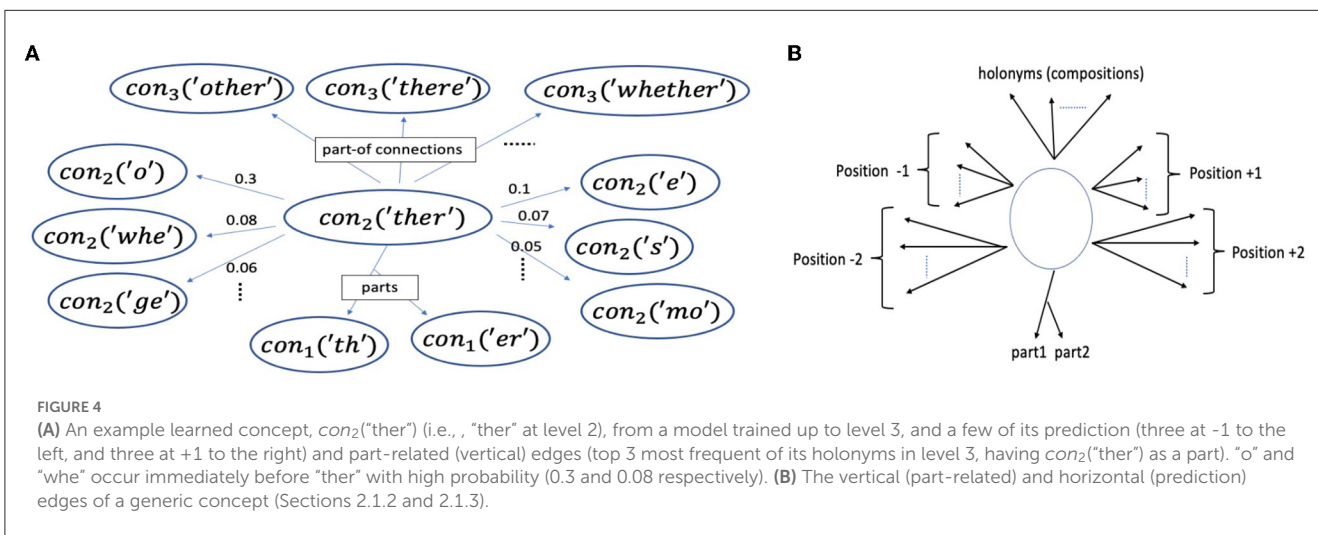 A
con₃('other')
con₃('there')
con₃('whether')
part-of connections
con₂('o')
0.3
con₂('whe')
0.08
con₂('ge')
0.06
con₂('ther')
0.1
con₂('e')
0.07
con₂('s')
0.05
con₂('mo')
parts
con₁('th')
con₁('er')
B
holonyms (compositions)
Position -1
Position +1
Position -2
Position +2
part1 part2
FIGURE 4
(A) An example learned concept, con₂("ther") (i.e., , "ther" at level 2), from a model trained up to level 3, and a few of its prediction (three at -1 to the
left, and three at +1 to the right) and part-related (vertical) edges (top 3 most frequent of its holonyms in level 3, having con₂("ther") as a part). "o" and
"whe" occur immediately before "ther" with high probability (0.3 and 0.08 respectively). (B) The vertical (part-related) and horizontal (prediction)
edges of a generic concept (Sections 2.1.2 and 2.1.3).